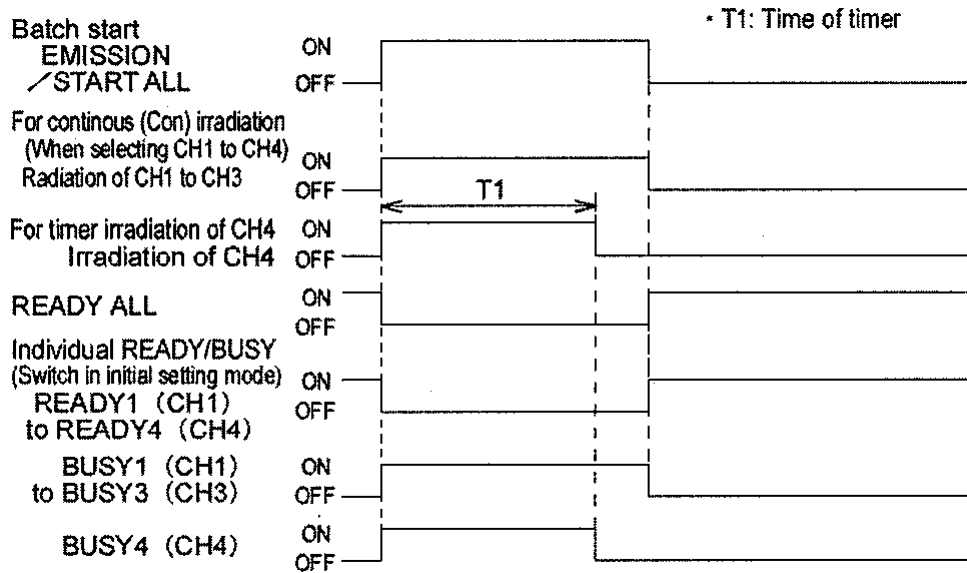 • T1: Time of timer
Batch start
EMISSION
／START ALL
ON
OFF
For continous (Con) irradiation
(When selecting CH1 to CH4)
Radiation of CH1 to CH3
ON
OFF
T1
For timer irradiation of CH4
Irradiation of CH4
ON
OFF
READY ALL
ON
OFF
Individual READY/BUSY
(Switch in initial setting mode)
READY1 (CH1)
to READY4 (CH4)
ON
OFF
BUSY1 (CH1)
to BUSY3 (CH3)
ON
OFF
BUSY4 (CH4)
ON
OFF